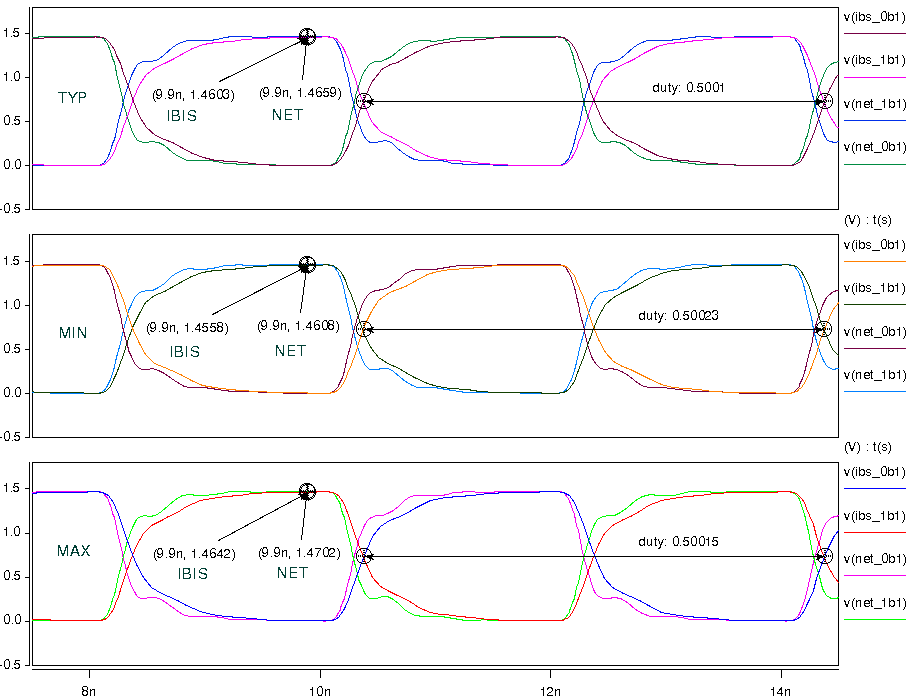 1.5
1.0
0.5
0.0
-0.5
TYP
(9.9n, 1.4603)
IBIS
(9.9n, 1.4659)
NET
duty: 0.5001
v(ibs_0b1)
v(ibs_1b1)
v(net_1b1)
v(net_0b1)
(V) : t(s)
1.5
1.0
0.5
0.0
-0.5
MIN
(9.9n, 1.4558)
IBIS
(9.9n, 1.4608)
NET
duty: 0.50023
v(ibs_0b1)
v(ibs_1b1)
v(net_0b1)
v(net_1b1)
(V) : t(s)
1.5
1.0
0.5
0.0
-0.5
MAX
(9.9n, 1.4642)
IBIS
(9.9n, 1.4702)
NET
duty: 0.50015
v(ibs_0b1)
v(ibs_1b1)
v(net_0b1)
v(net_1b1)
8n 10n 12n 14n